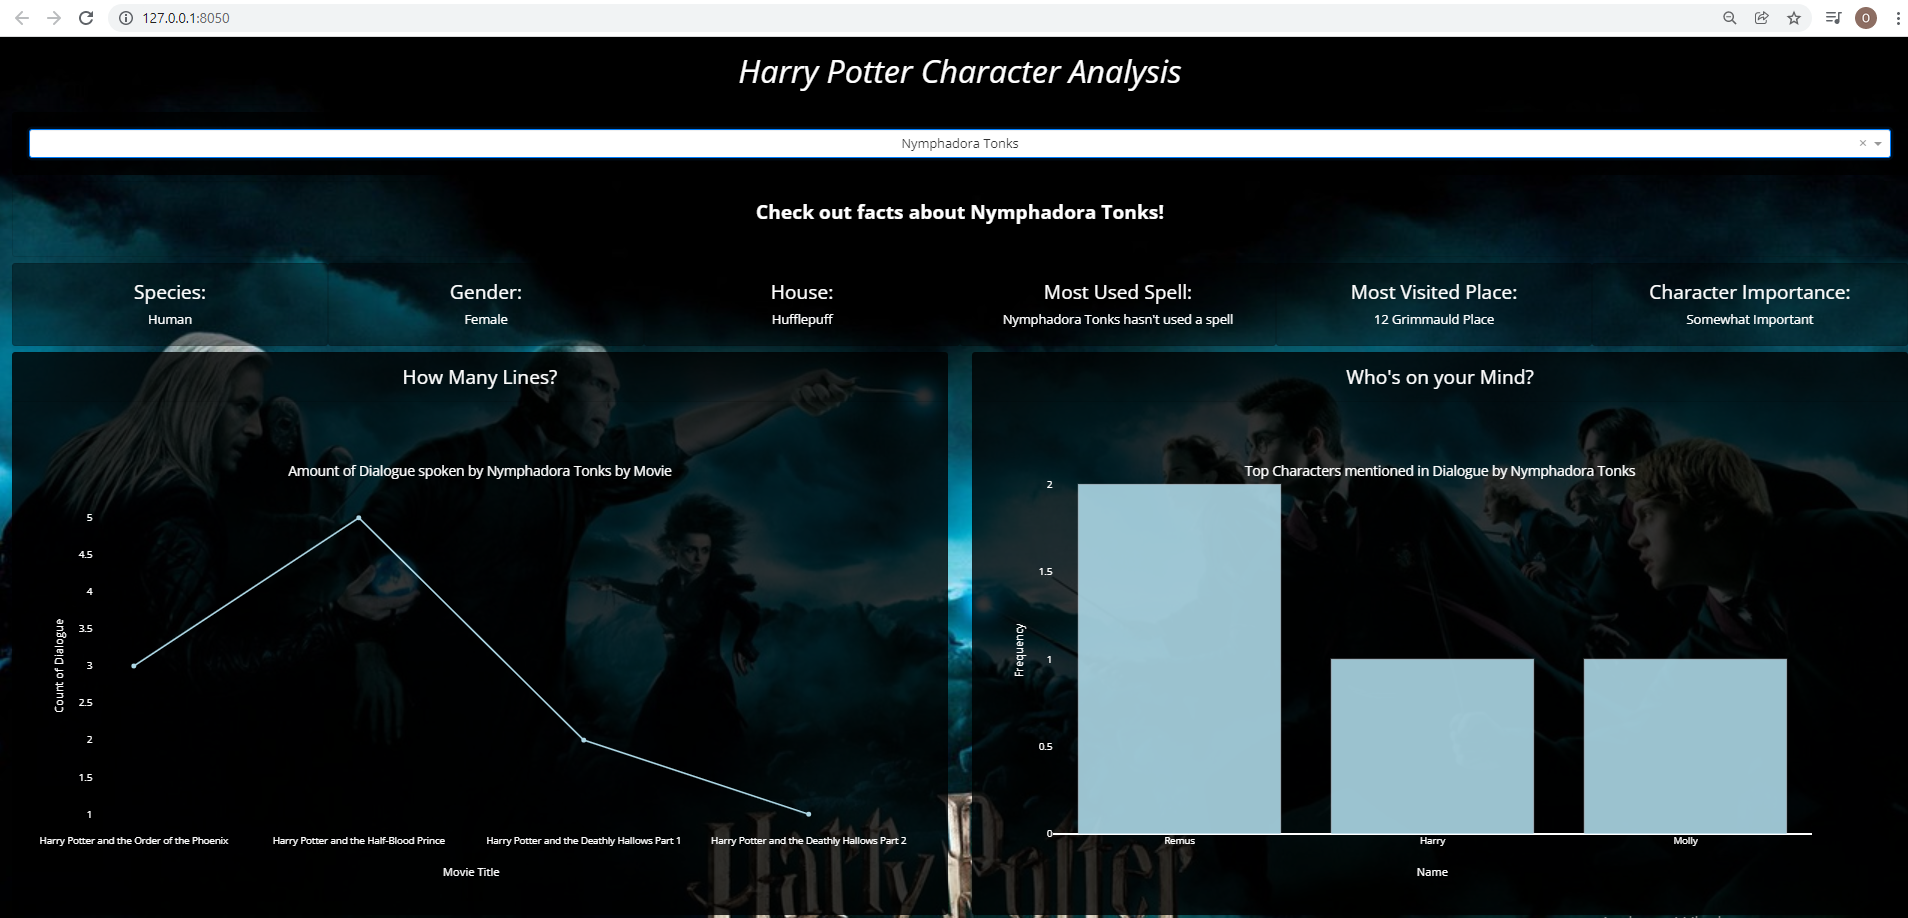 127.0.0.1:8050
O
Harry Potter Character Analysis
Nymphadora Tonks
×
Check out facts about Nymphadora Tonks!
Species:
Human
Gender:
Female
House:
Hufflepuff
Most Used Spell:
Nymphadora Tonks hasn't used a spell
Most Visited Place:
12 Grimmauld Place
Character Importance:
Somewhat Important
How Many Lines?
Amount of Dialogue spoken by Nymphadora Tonks by Movie
5
4.5
4
3.5
3
2.5
2
1.5
1
Count of Dialogue
Harry Potter and the Order of the Phoenix
Harry Potter and the Half-Blood Prince
Harry Potter and the Deathly Hallows Part 1
Harry Potter and the Deathly Hallows Part 2
Movie Title
Who's on your Mind?
Top Characters mentioned in Dialogue by Nymphadora Tonks
2
1.5
1
0.5
0
Frequency
Remus
Harry
Molly
Name
Harry Potter